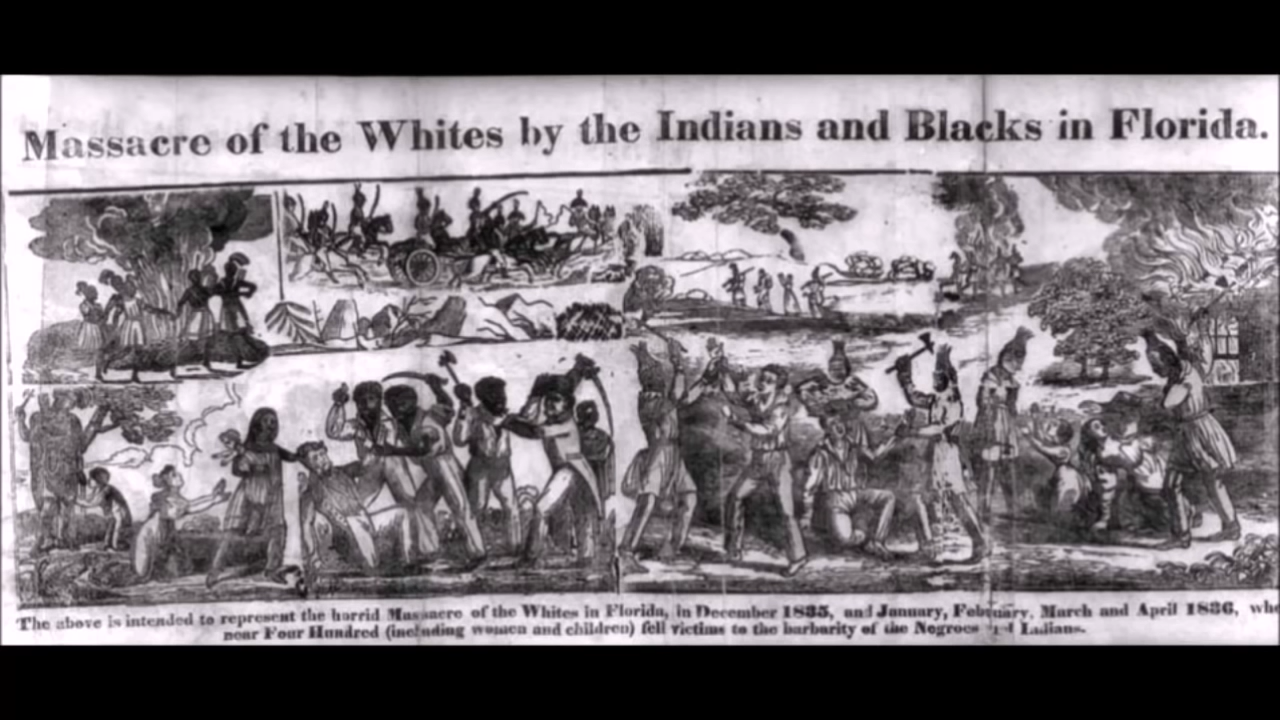 Massacre of the Whites by the Indians and Blacks in Florida.
The above is intended to represent the horrid Massacre of the Whites in Florida, in December 1835, and January, February, March and April 1836, whe
near Four Hundred (including women and children) fell victims to the barbarity of the Negroes and Indians.